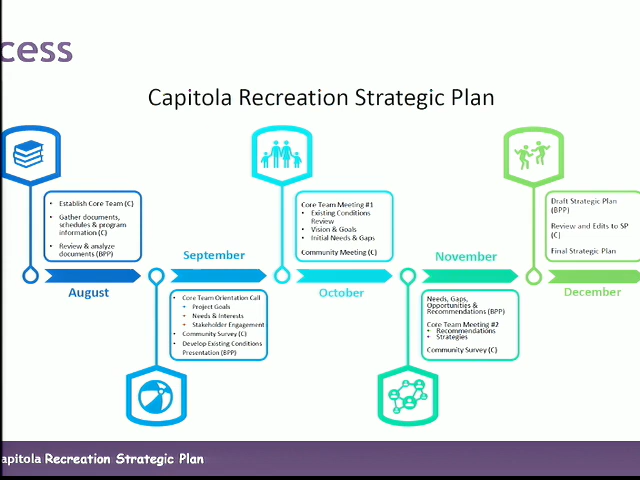 cess
Capitola Recreation Strategic Plan
• Establish Core Team (C)
• Gather documents,
schedules & program
information (C)
• Review & analyze
documents (BPP)
August
September
• Core Team Orientation Call
• Project Goals
• Needs & Interests
• Stakeholder Engagement
• Community Survey (C)
• Develop Existing Conditions
Presentation (BPP)
Core Team Meeting #1
• Existing Conditions
Review
• Vision & Goals
• Initial Needs & Gaps
Community Meeting (C)
October
November
Needs, Gaps,
Opportunities &
Recommendations (BPP)
Core Team Meeting #2
• Recommendations
• Strategies
Community Survey (C)
Draft Strategic Plan
(BPP)
Review and Edits to SP
(C)
Final Strategic Plan
December
apitola Recreation Strategic Plan